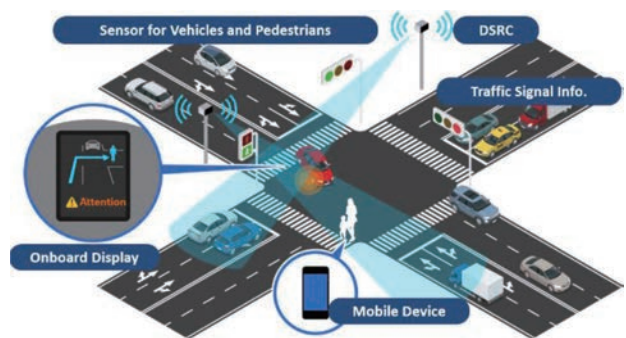 Sensor for Vehicles and Pedestrians
DSRC
Traffic Signal Info.
Attention
Onboard Display
Mobile Device